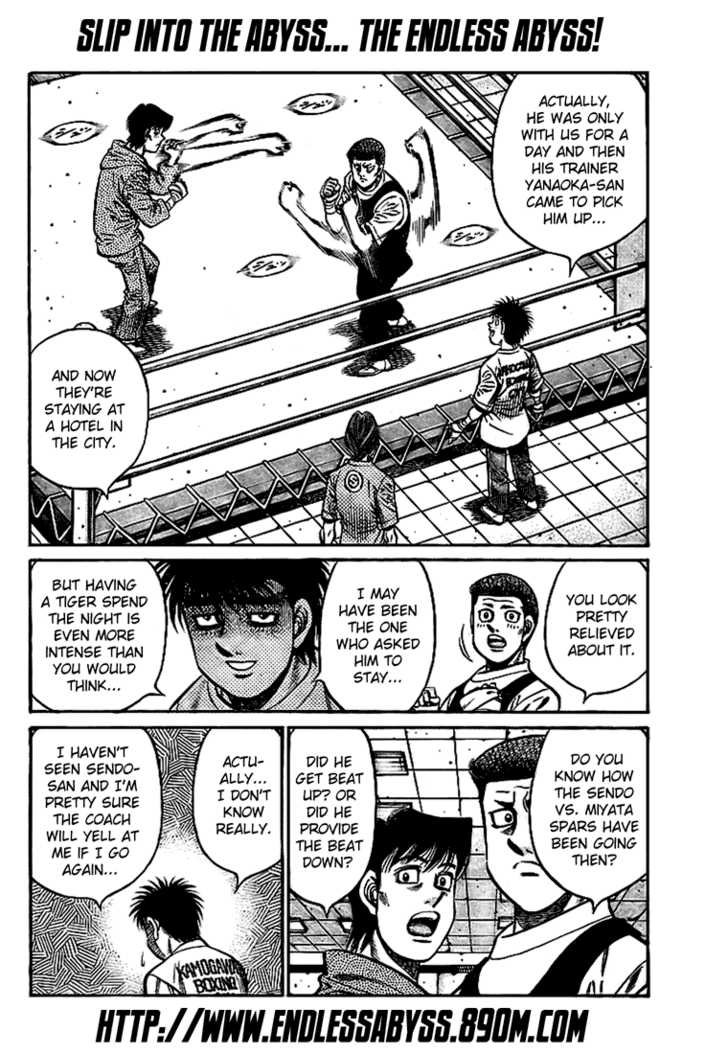 SLIP INTO THE ABYSS... THE ENDLESS ABYSS!
ACTUALLY,
HE WAS ONLY
WITH US FOR A
DAY AND THEN
HIS TRAINER
YANAOKA-SAN
CAME TO PICK
HIM UP...
AND NOW
THEY'RE
STAYING AT
A HOTEL IN
THE CITY.
YOU LOOK
PRETTY
RELIEVED
ABOUT IT.
I MAY
HAVE BEEN
THE ONE
WHO ASKED
HIM TO
STAY...
BUT HAVING
A TIGER SPEND
THE NIGHT IS
EVEN MORE
INTENSE THAN
YOU WOULD
THINK...
DO YOU
KNOW HOW
THE SENDO
VS. MIYATA
SPARS HAVE
BEEN GOING
THEN?
DID HE
GET BEAT
UP? OR
DID HE
PROVIDE
THE BEAT
DOWN?
ACTU-
ALLY...
I DON'T
KNOW
REALLY.
I HAVEN'T
SEEN SENDO-
SAN AND I'M
PRETTY SURE
THE COACH
WILL YELL AT
ME IF I GO
AGAIN...
KAMOGAWA
BOXING
HTTP://WWW.ENDLESSABYSS.890M.COM